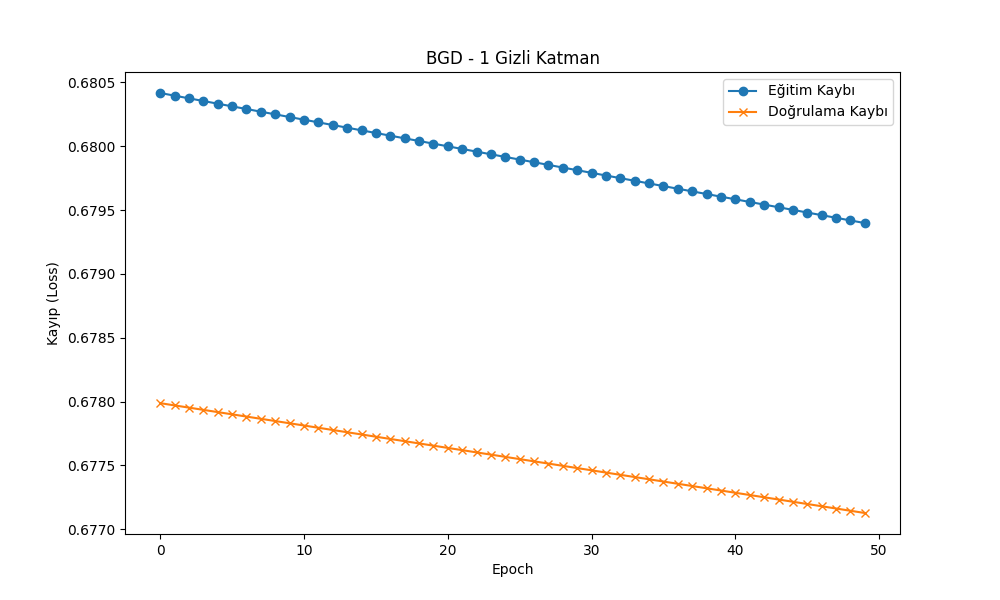 BGD - 1 Gizli Katman
Eğitim Kaybı
Doğrulama Kaybı
Kayıp (Loss)
0.6805
0.6800
0.6795
0.6790
0.6785
0.6780
0.6775
0.6770
0 10 20 30 40 50
Epoch